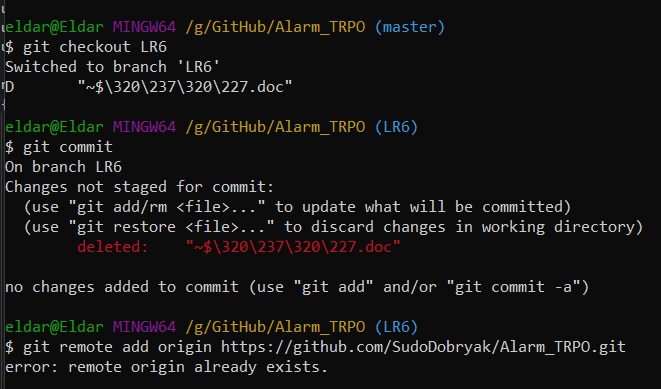 eldar@Eldar MINGW64 /g/GitHub/Alarm_TRPO (master)
$ git checkout LR6
Switched to branch 'LR6'
D       "~$\320\237\320\227.doc"
eldar@Eldar MINGW64 /g/GitHub/Alarm_TRPO (LR6)
$ git commit
On branch LR6
Changes not staged for commit:
  (use "git add/rm <file>..." to update what will be committed)
  (use "git restore <file>..." to discard changes in working directory)
        deleted:    "~$\320\237\320\227.doc"
no changes added to commit (use "git add" and/or "git commit -a")
eldar@Eldar MINGW64 /g/GitHub/Alarm_TRPO (LR6)
$ git remote add origin https://github.com/SudoDobryak/Alarm_TRPO.git
error: remote origin already exists.